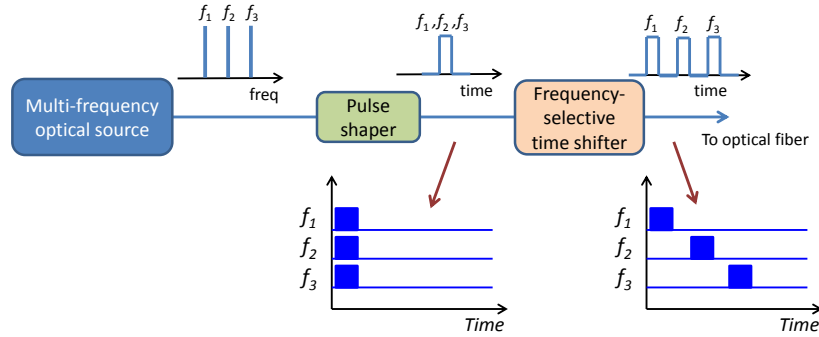 f1 f2 f3
freq
f1 ,f2 ,f3
time
f1 f2 f3
time
Multi-frequency
optical source
Pulse
shaper
Frequency-
selective
time shifter
To optical fiber
f1
f2
f3
Time
f1
f2
f3
Time